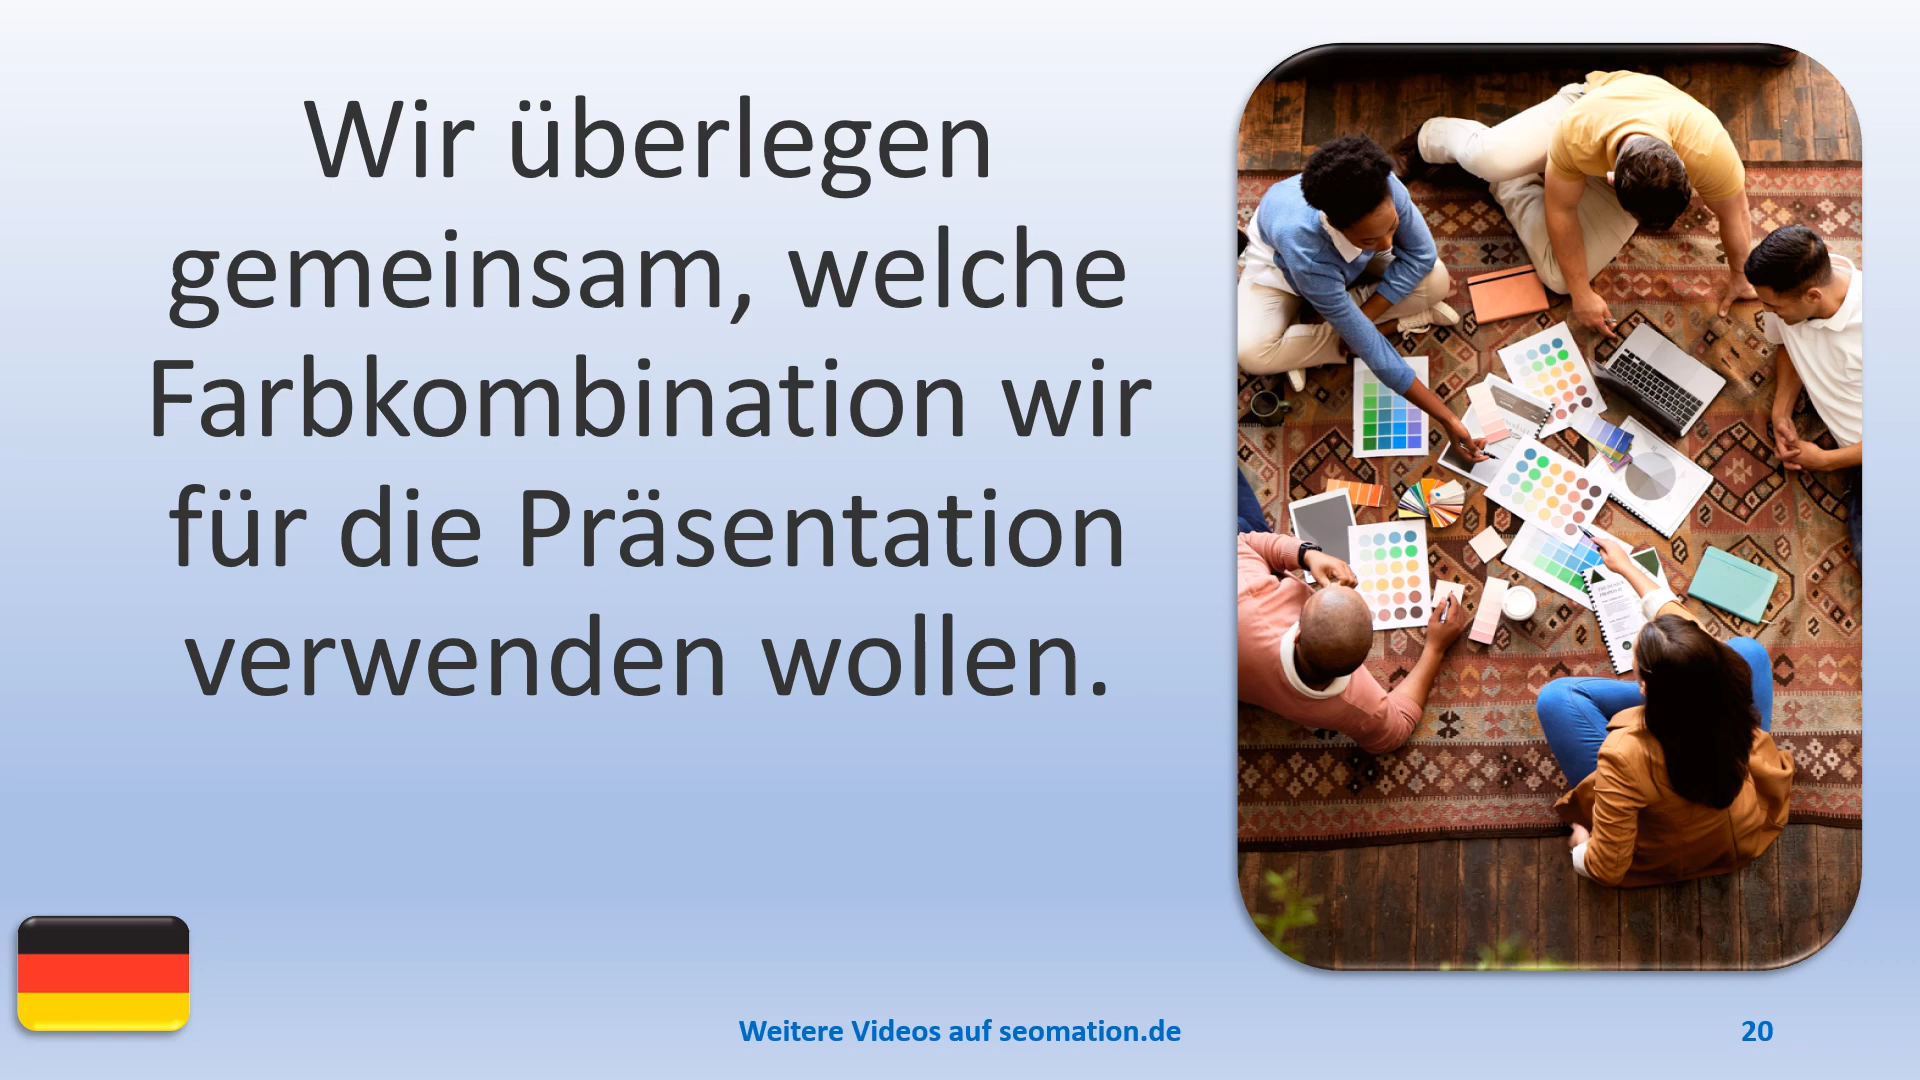 Wir überlegen
gemeinsam, welche
Farbkombination wir
für die Präsentation
verwenden wollen.
Weitere Videos auf seomation.de
20